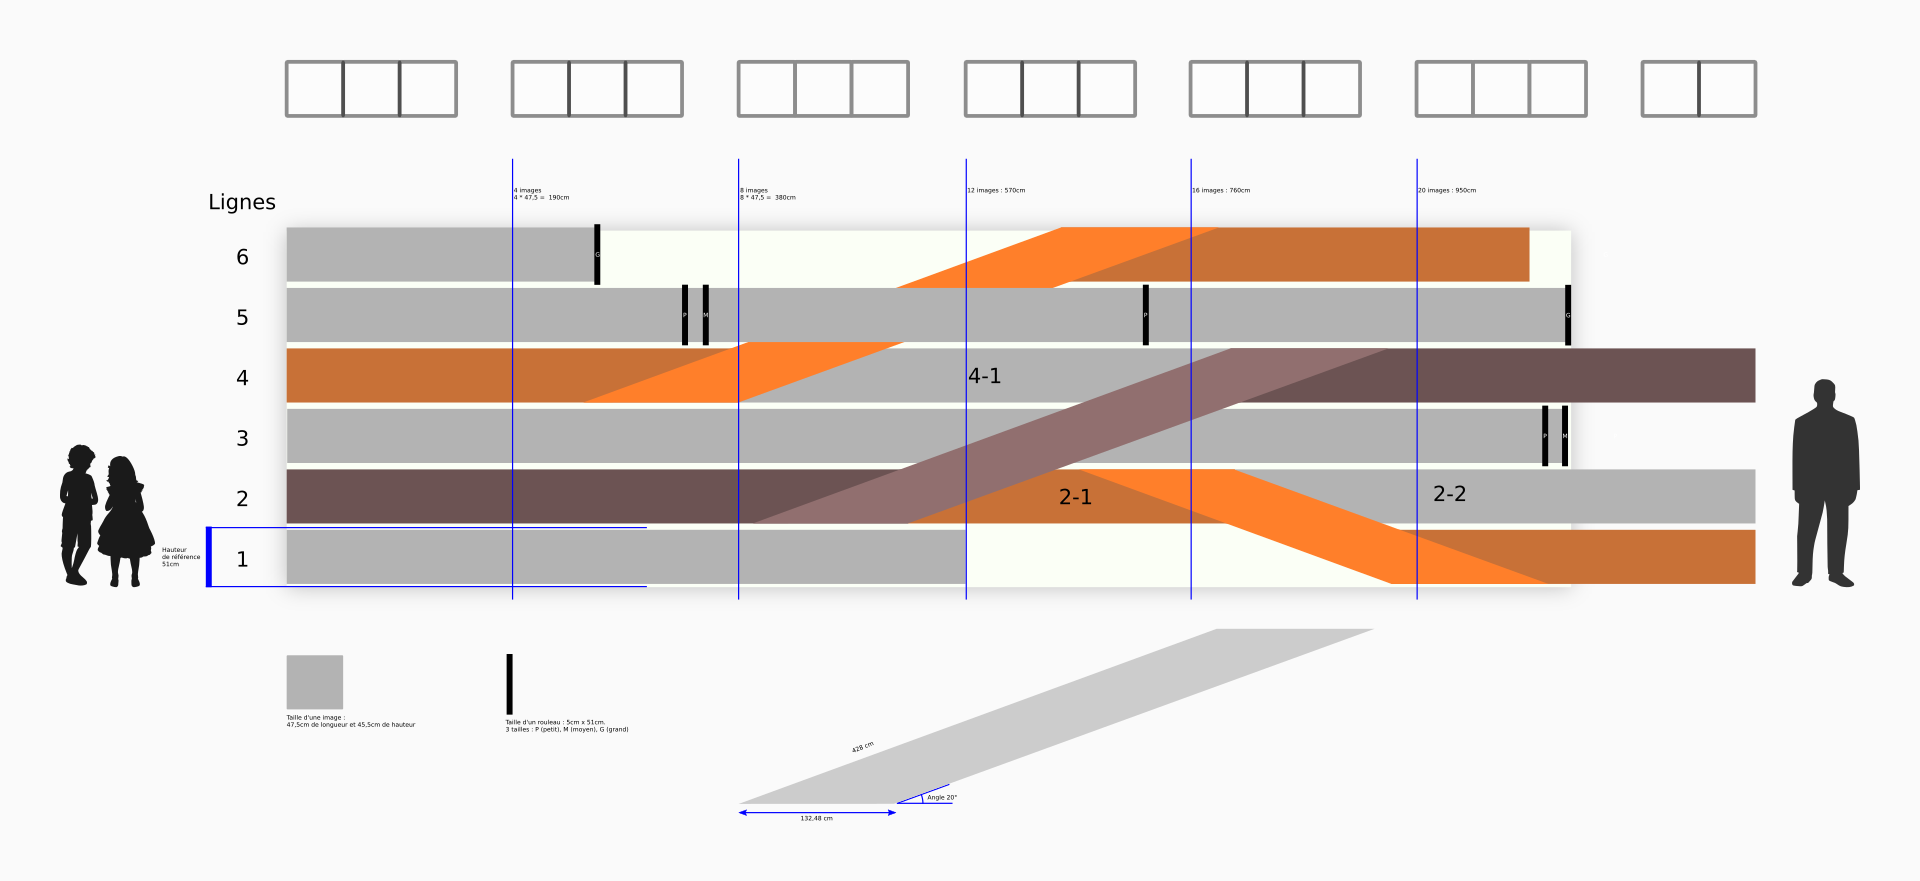 4 images
4 * 47,5 =  190cm
8 images
8 * 47,5 =  380cm
12 images : 570cm
16 images : 760cm
20 images : 950cm
Lignes
6
G
5
P
M
P
G
4
4-1
3
P
M
2
2-1
2-2
1
Hauteur
de référence
51cm
Taille d'une image :
47,5cm de longueur et 45,5cm de hauteur
Taille d'un rouleau : 5cm x 51cm.
3 tailles : P (petit), M (moyen), G (grand)
428 cm
Angle 20°
132,48 cm